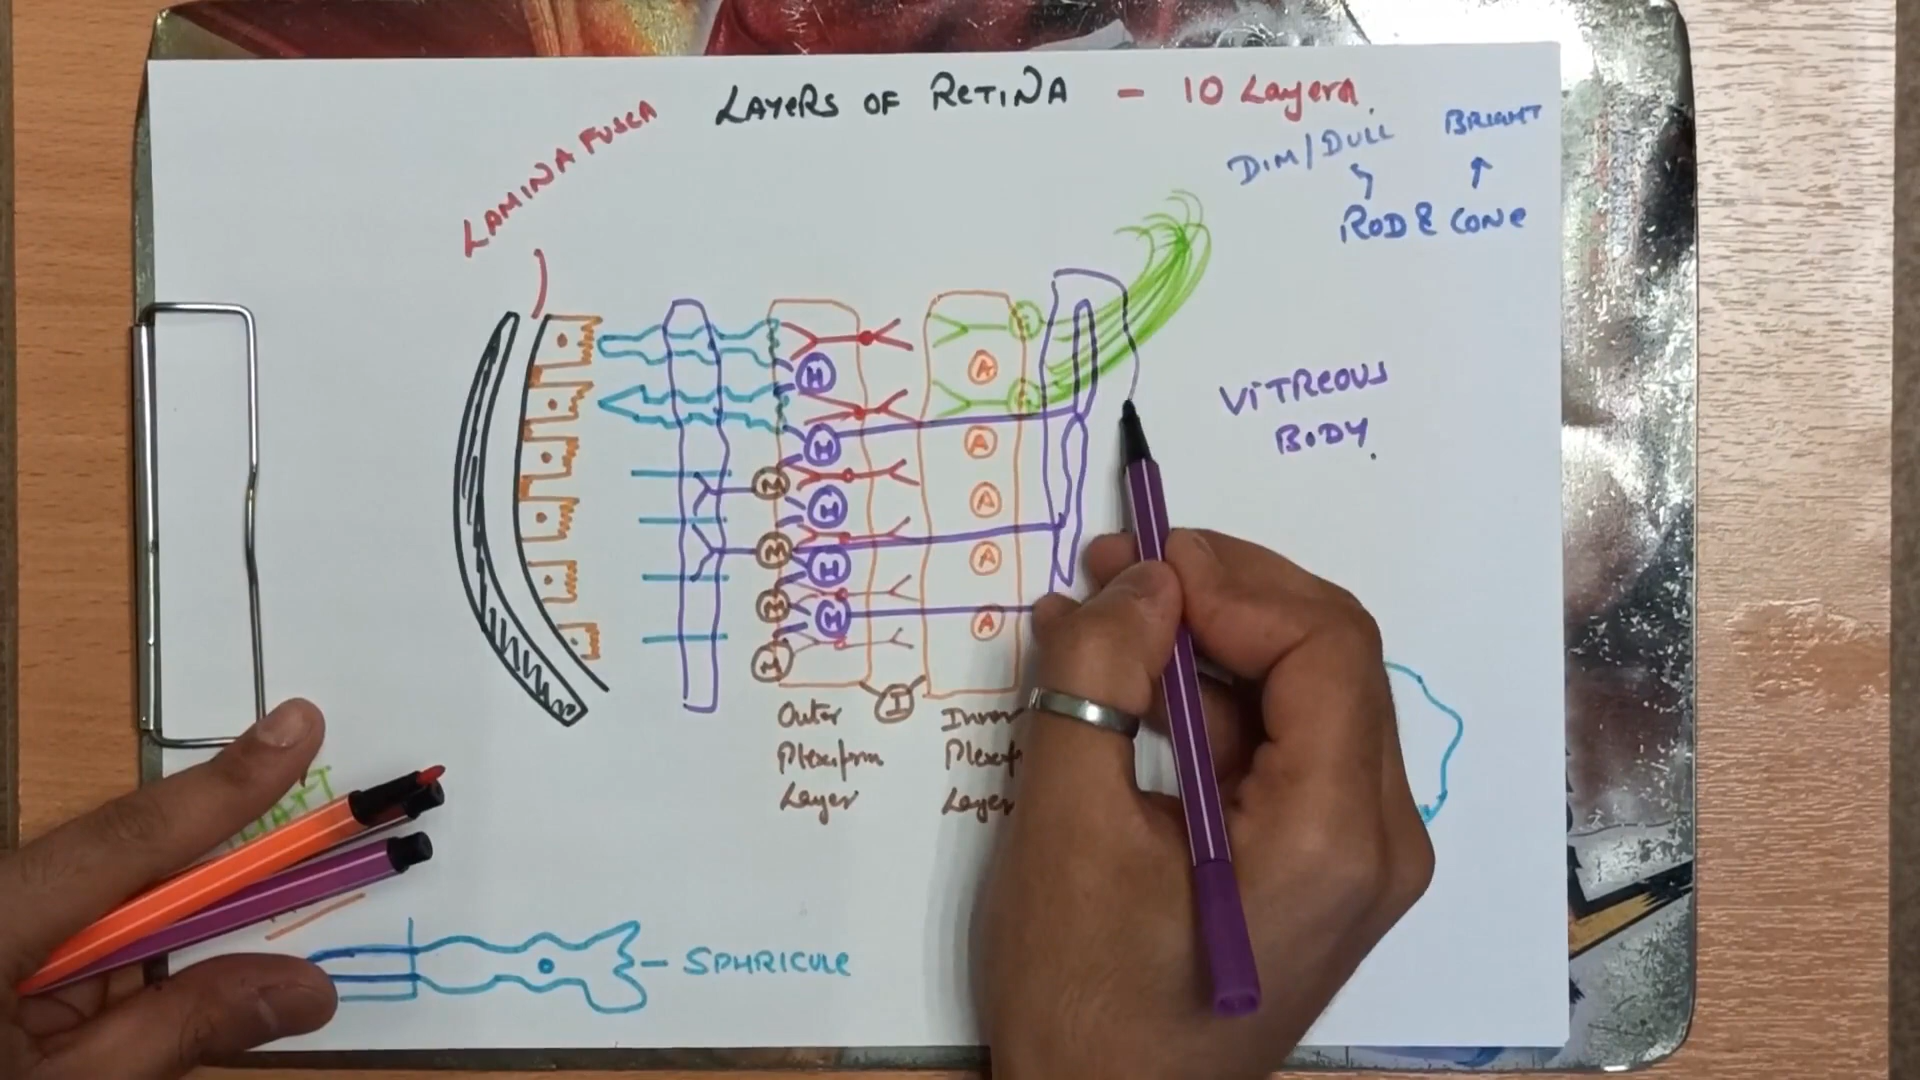 LAYERS OF RETINA - 10 Layers.
LAMINA FUSCA
DIM/DULL
BRIGHT
ROD & CONE
VITREOUS
BODY.
H
A
H
A
M
H
A
M
H
A
M
H
A
M
I
Outer
Plexiform
Layer
Inner
Layer
SPHRICULE